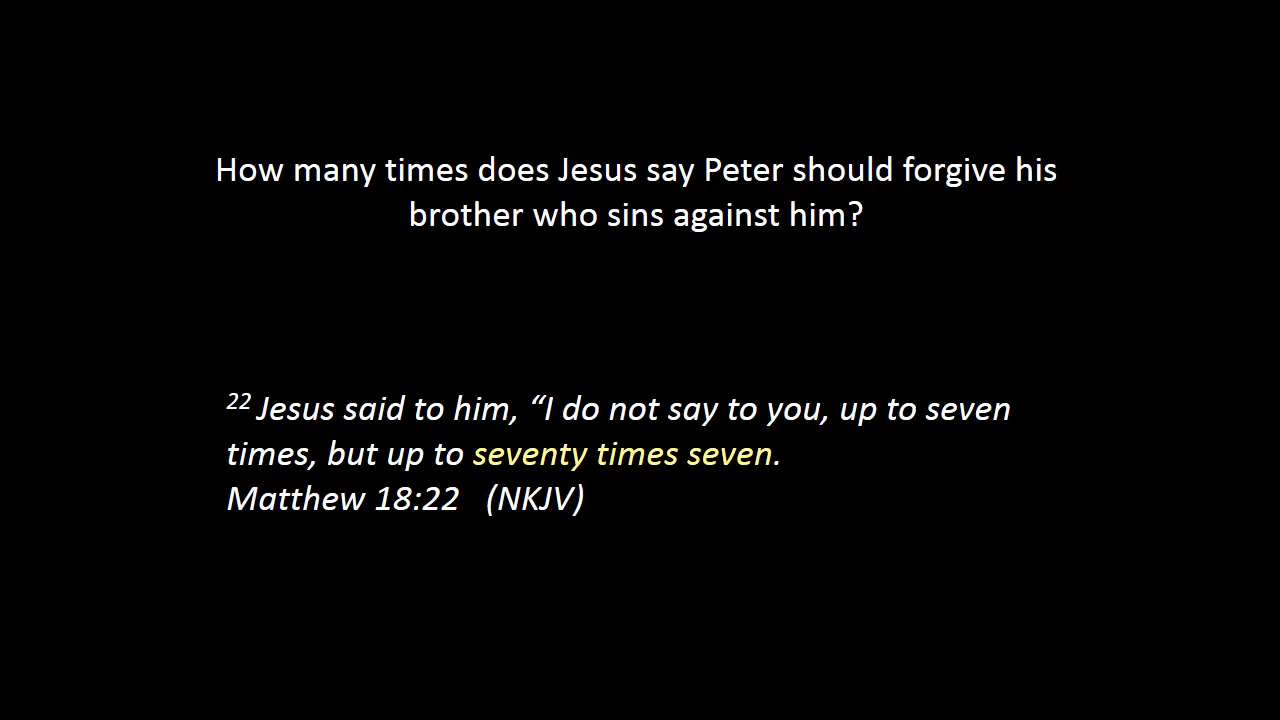 How many times does Jesus say Peter should forgive his
brother who sins against him?
22 Jesus said to him, “I do not say to you, up to seven
times, but up to seventy times seven.
Matthew 18:22 (NKJV)